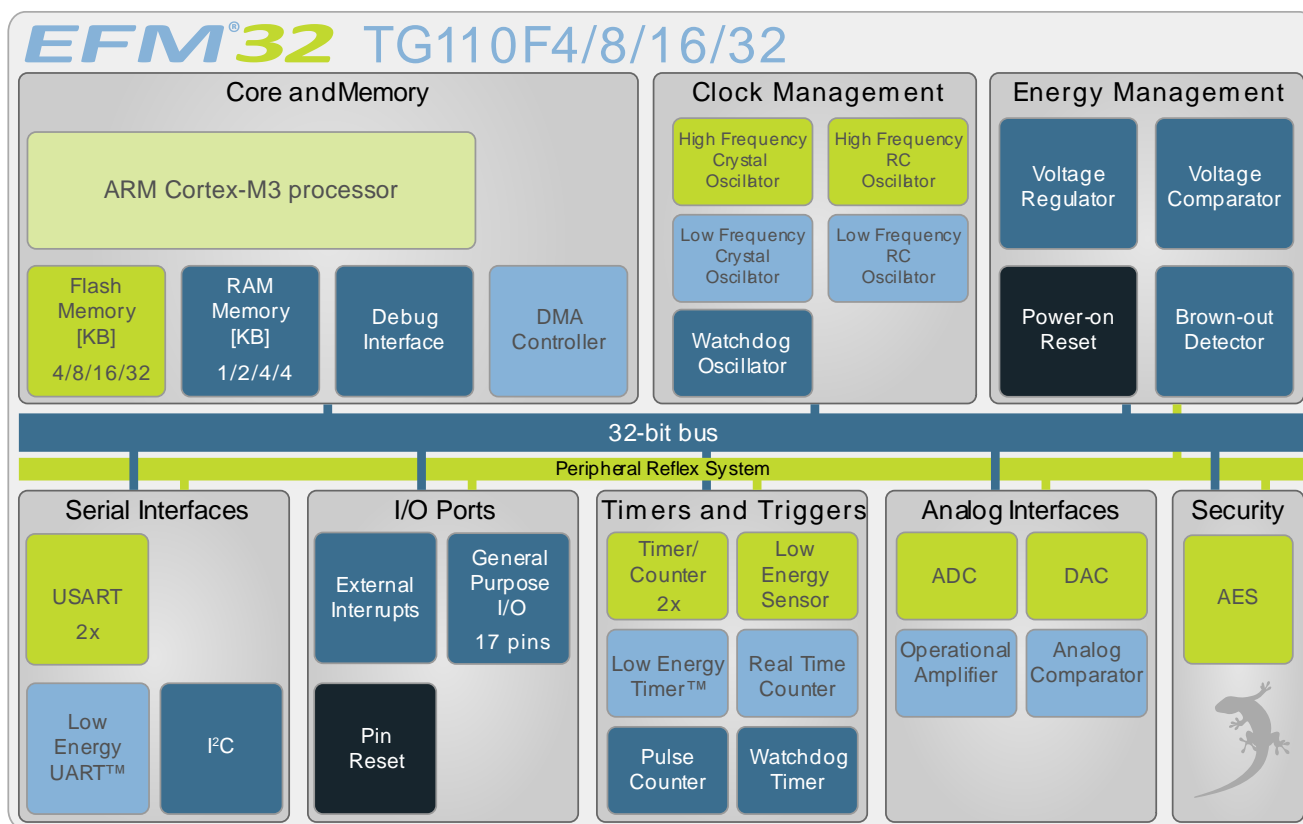 EFM®32 TG110F4/8/16/32
Core and Memory
ARM Cortex-M3 processor
Flash
Memory
[KB]
4/8/16/32
RAM
Memory
[KB]
1/2/4/4
Debug
Interface
DMA
Controller
Clock Management
High Frequency
Crystal
Oscillator
High Frequency
RC
Oscillator
Low Frequency
Crystal
Oscillator
Low Frequency
RC
Oscillator
Watchdog
Oscillator
Energy Management
Voltage
Regulator
Voltage
Comparator
Power-on
Reset
Brown-out
Detector
32-bit bus
Peripheral Reflex System
Serial Interfaces
USART
2x
Low
Energy
UART™
I²C
I/O Ports
External
Interrupts
General
Purpose
I/O
17 pins
Pin
Reset
Timers and Triggers
Timer/
Counter
2x
Low
Energy
Sensor
Low Energy
Timer™
Real Time
Counter
Pulse
Counter
Watchdog
Timer
Analog Interfaces
ADC
DAC
Operational
Amplifier
Analog
Comparator
Security
AES